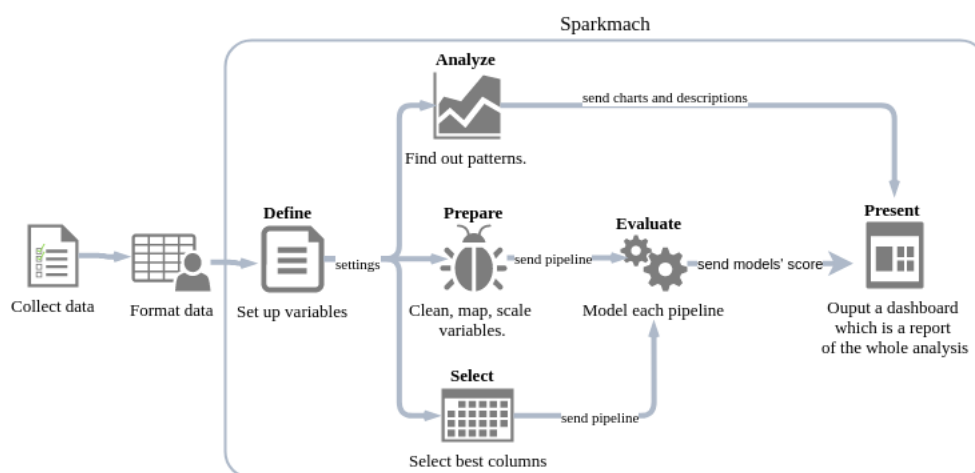 Sparkmach
Analyze
send charts and descriptions
Find out patterns.
Collect data
Format data
Define
settings
Set up variables
Prepare
send pipeline
Clean, map, scale
variables.
Evaluate
send models' score
Model each pipeline
Present
Ouput a dashboard
which is a report
of the whole analysis
Select
send pipeline
Select best columns